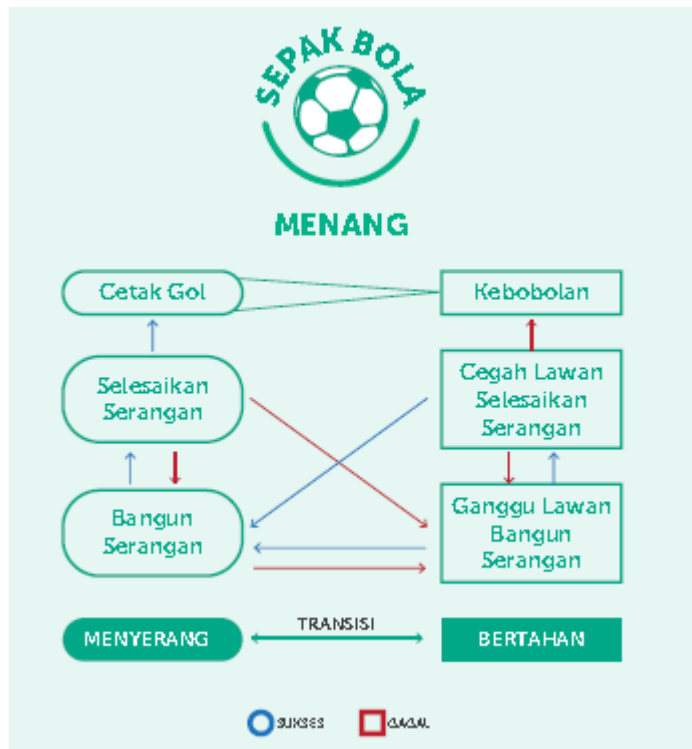 SEPAK BOLA
MENANG
Cetak Gol
Kebobolan
Selesaikan
Serangan
Cegah Lawan
Selesaikan
Serangan
Bangun
Serangan
Ganggu Lawan
Bangun
Serangan
MENYERANG
TRANSISI
BERTAHAN
SUKSES
GAGAL